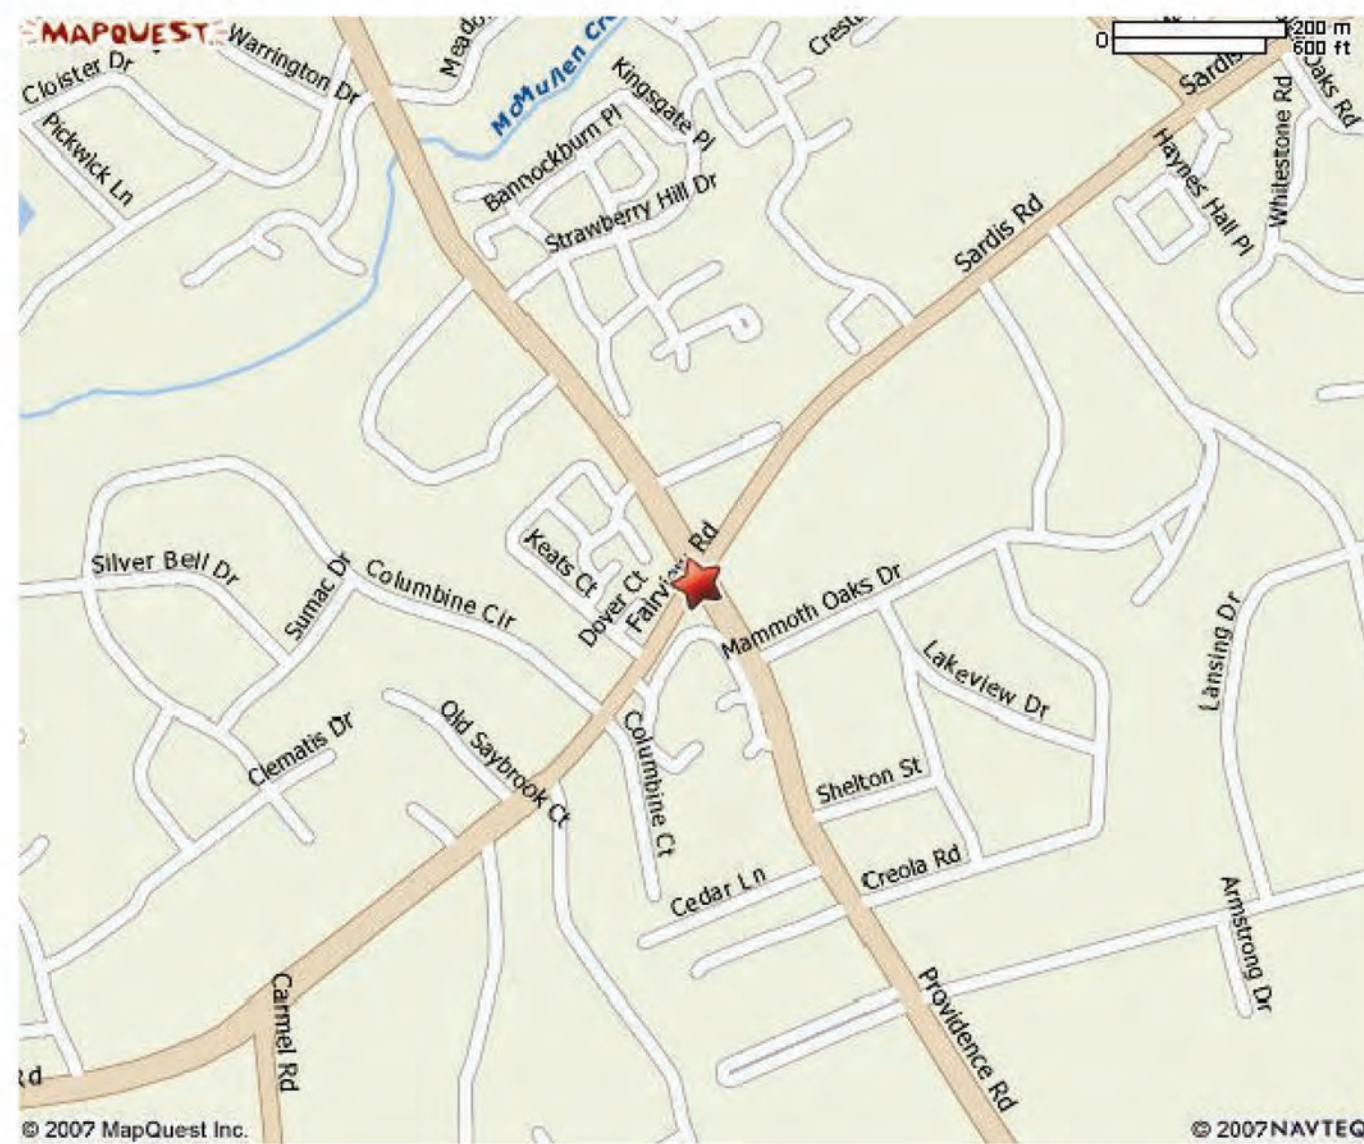 MAPQUEST
Warrington Dr
McMullen Cre
0
200 m
600 ft
Cloister Dr
Kingsgate Pl
Sardis
Oaks Rd
Pickwick Ln
Bannockburn Pl
Haynes Hall Pl
Whitestone Rd
Strawberry Hill Dr
Sardis Rd
Keats Ct
Silver Bell Dr
Sumac Dr
Columbine Cir
Dover Ct
Fairview Rd
Mammoth Oaks Dr
Lakeview Dr
Lansing Dr
Clematis Dr
Old Saybrook Ct
Columbine Ct
Shelton St
Cedar Ln
Creola Rd
Armstrong Dr
Carmel Rd
Providence Rd
Rd
© 2007 MapQuest Inc.
© 2007 NAVTEQ